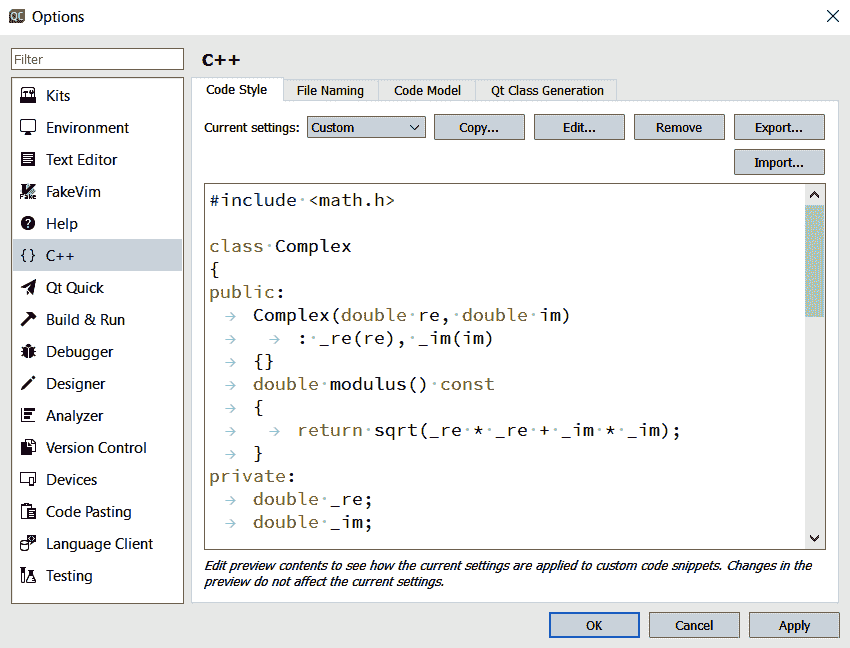 QC Options
Filter
Kits
Environment
Text Editor
Fake FakeVim
Help
{} C++
Qt Quick
Build & Run
Debugger
Designer
Analyzer
Version Control
Devices
Code Pasting
Language Client
Testing
C++
Code Style File Naming Code Model Qt Class Generation
Current settings: Custom Copy... Edit... Remove Export...
Import...
#include <math.h>
class Complex
{
public:
Complex(double re, double im)
: _re(re), _im(im)
{}
double modulus() const
{
return sqrt(_re * _re + _im * _im);
}
private:
double _re;
double _im;
Edit preview contents to see how the current settings are applied to custom code snippets. Changes in the
preview do not affect the current settings.
OK Cancel Apply